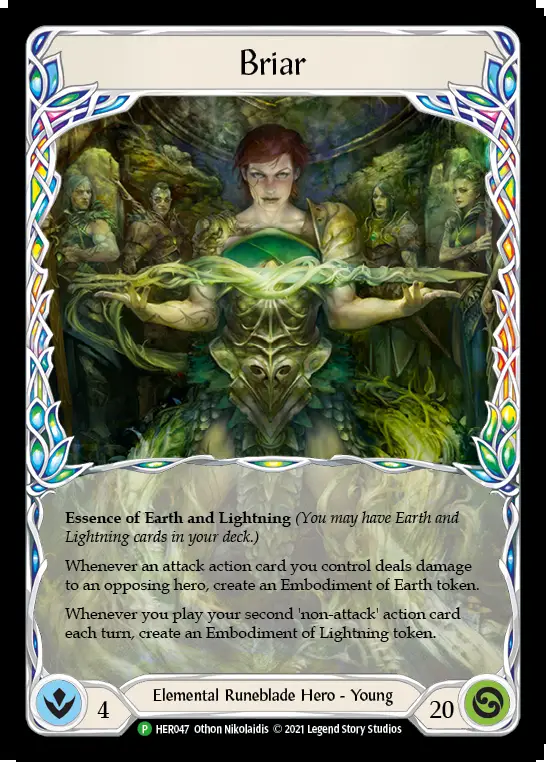 Briar
Essence of Earth and Lightning (You may have Earth and
Lightning cards in your deck.)
Whenever an attack action card you control deals damage
to an opposing hero, create an Embodiment of Earth token.
Whenever you play your second 'non-attack' action card
each turn, create an Embodiment of Lightning token.
4
Elemental Runeblade Hero - Young
20
P HER047 Othon Nikolaidis © 2021 Legend Story Studios